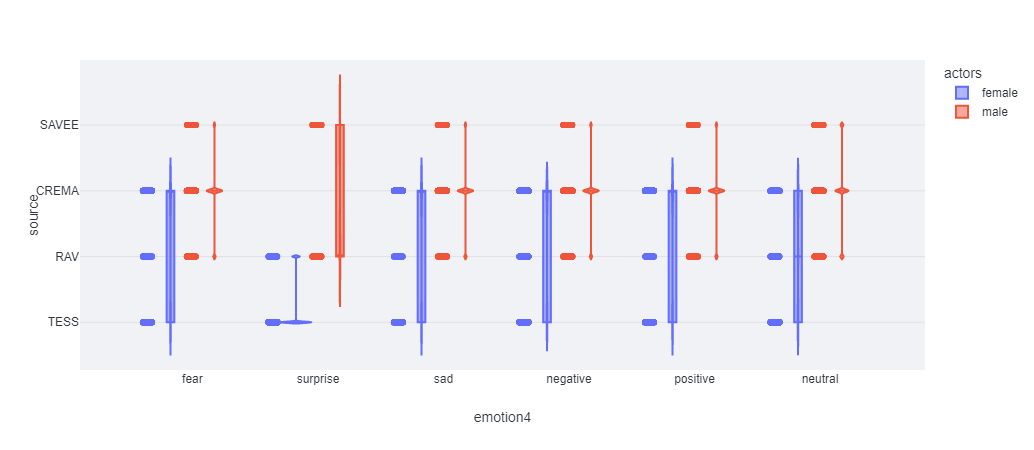 actors
female
male
SAVEE
CREMA
RAV
TESS
source
fear surprise sad negative positive neutral
emotion4